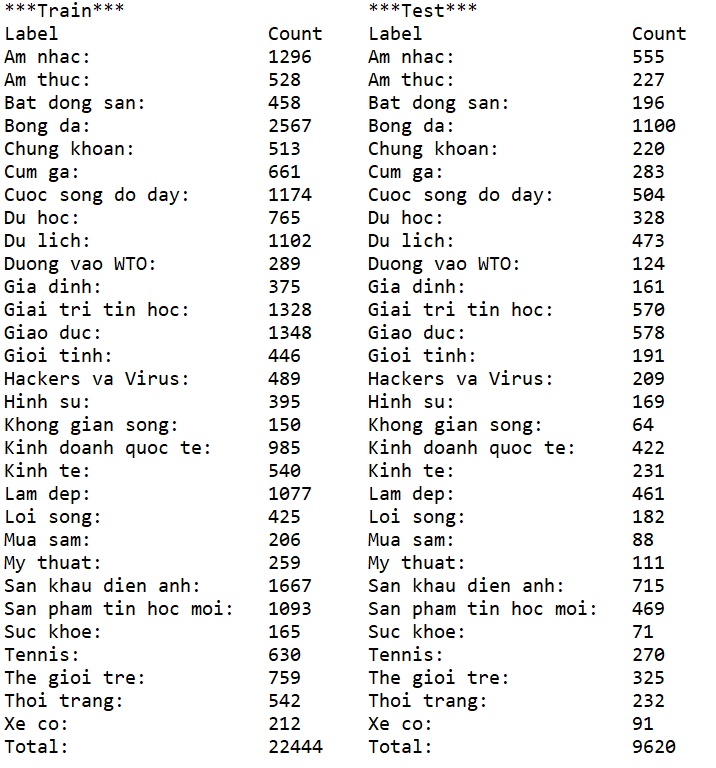 ***Train*** ***Test***
Label Count Label Count
Am nhac: 1296 Am nhac: 555
Am thuc: 528 Am thuc: 227
Bat dong san: 458 Bat dong san: 196
Bong da: 2567 Bong da: 1100
Chung khoan: 513 Chung khoan: 220
Cum ga: 661 Cum ga: 283
Cuoc song do day: 1174 Cuoc song do day: 504
Du hoc: 765 Du hoc: 328
Du lich: 1102 Du lich: 473
Duong vao WTO: 289 Duong vao WTO: 124
Gia dinh: 375 Gia dinh: 161
Giai tri tin hoc: 1328 Giai tri tin hoc: 570
Giao duc: 1348 Giao duc: 578
Gioi tinh: 446 Gioi tinh: 191
Hackers va Virus: 489 Hackers va Virus: 209
Hinh su: 395 Hinh su: 169
Khong gian song: 150 Khong gian song: 64
Kinh doanh quoc te: 985 Kinh doanh quoc te: 422
Kinh te: 540 Kinh te: 231
Lam dep: 1077 Lam dep: 461
Loi song: 425 Loi song: 182
Mua sam: 206 Mua sam: 88
My thuat: 259 My thuat: 111
San khau dien anh: 1667 San khau dien anh: 715
San pham tin hoc moi: 1093 San pham tin hoc moi: 469
Suc khoe: 165 Suc khoe: 71
Tennis: 630 Tennis: 270
The gioi tre: 759 The gioi tre: 325
Thoi trang: 542 Thoi trang: 232
Xe co: 212 Xe co: 91
Total: 22444 Total: 9620